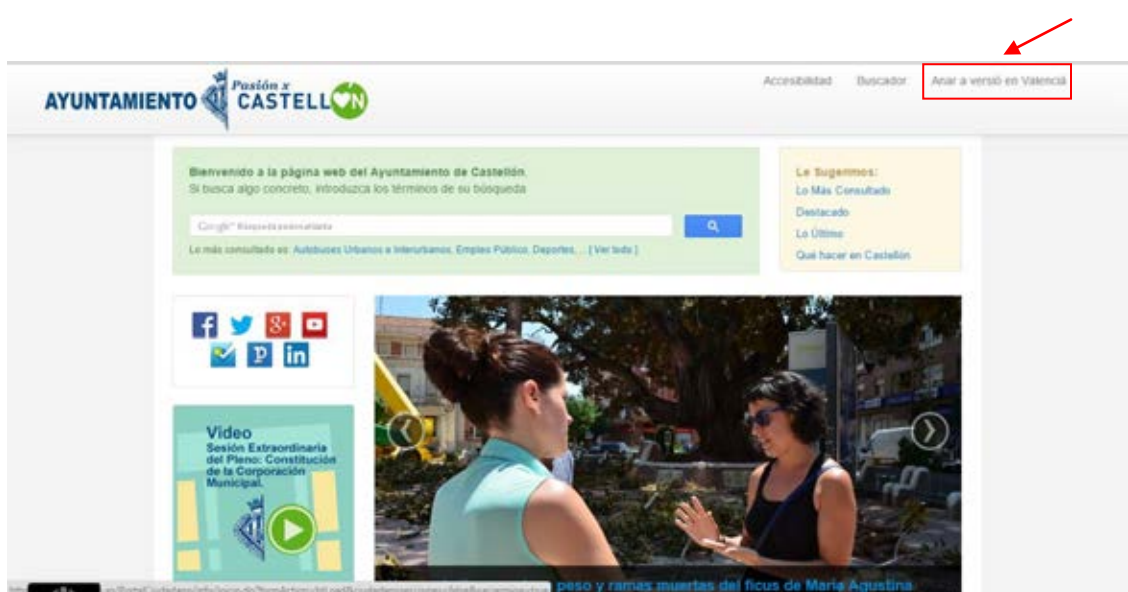 Accesibilidad Buscador Anar a versió en Valencià
AYUNTAMIENTO
Pasión x
CASTELLON
Bienvenido a la página web del Ayuntamiento de Castellón.
Si busca algo concreto, introduzca los términos de su búsqueda
Google™ Búsqueda personalizada
Lo más consultado es: Autobuses Urbanos e Interurbanos, Empleo Público, Deportes, ... [ Ver todo ]
Le Sugerimos:
Lo Más Consultado
Destacado
Lo Último
Qué hacer en Castellón
Video
Sesión Extraordinaria
del Pleno: Constitución
de la Corporación
Municipal.
peso y ramas muertas del ficus de María Agustina